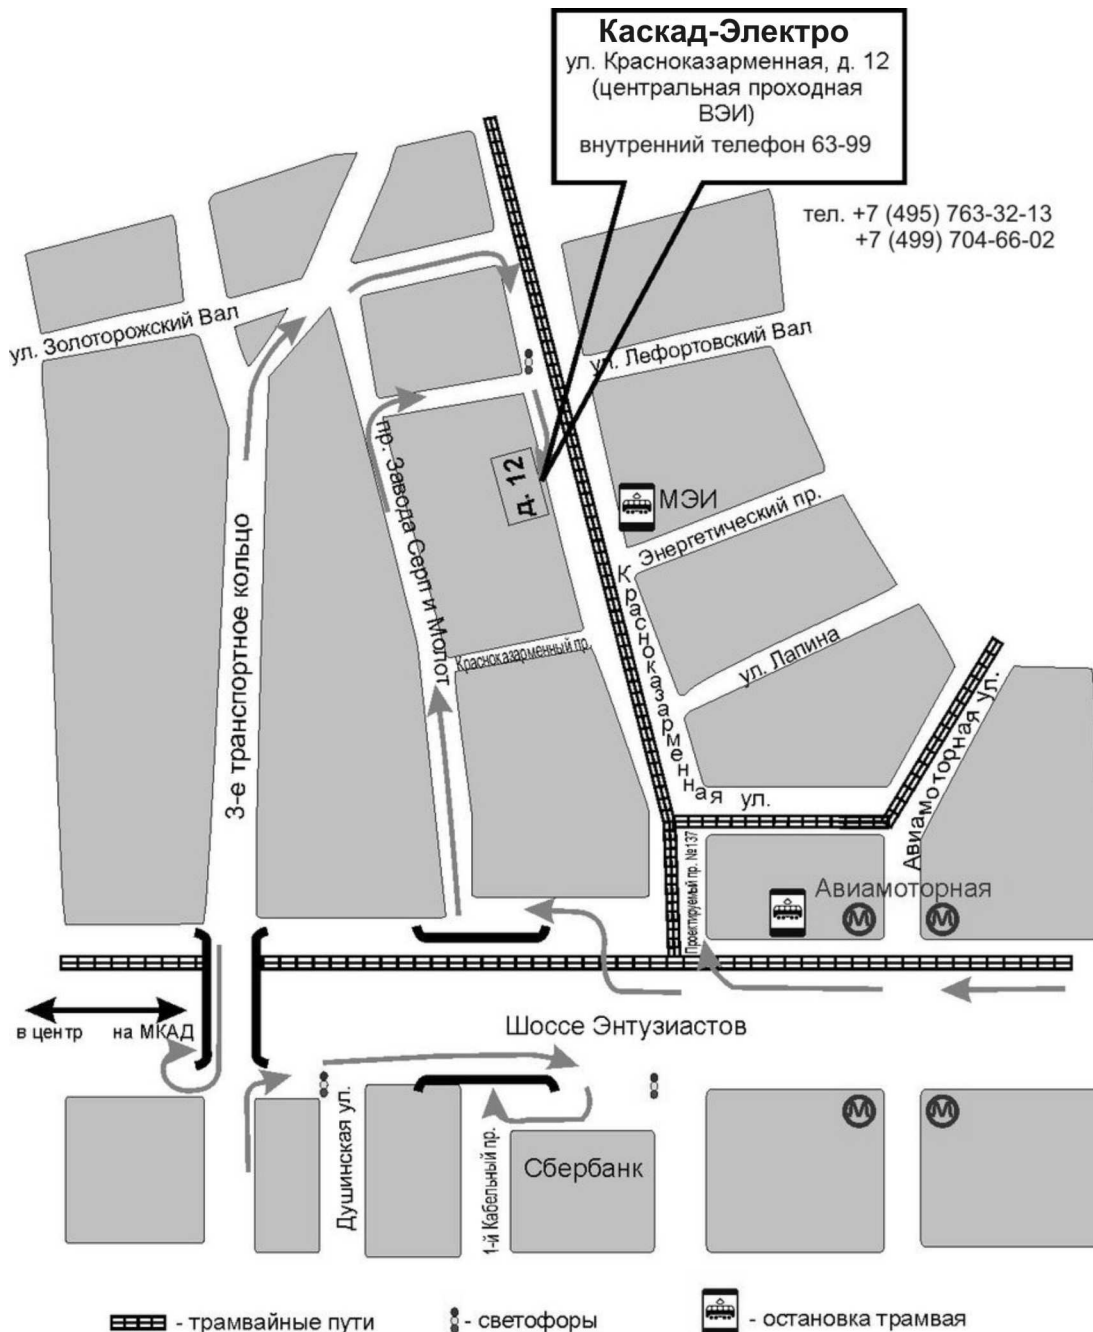 Каскад-Электро
ул. Красноказарменная, д. 12
(центральная проходная
ВЭИ)
внутренний телефон 63-99
тел. +7 (495) 763-32-13
+7 (499) 704-66-02
ул. Золоторожский Вал
ул. Лефортовский Вал
пр. Завода Серп и Молот
д. 12
МЭИ
Энергетический пр.
3-е транспортное кольцо
Красноказарменный пр.
Красноказарменная ул.
ул. Лапина
Авиамоторная ул.
Проектируемый пр. №137
Авиамоторная
М
М
в центр
на МКАД
Шоссе Энтузиастов
Душинская ул.
1-й Кабельный пр.
Сбербанк
М
М
- трамвайные пути
- светофоры
- остановка трамвая